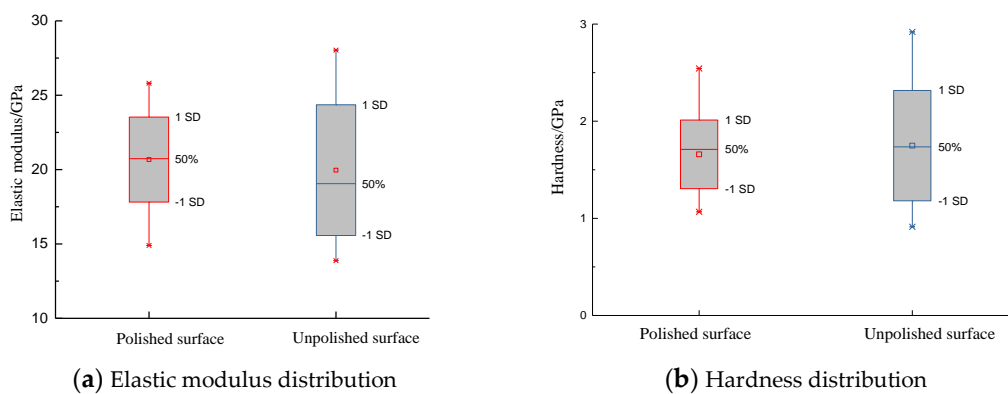 Elastic modulus/GPa
30
25
20
15
10
1 SD
50%
-1 SD
1 SD
50%
-1 SD
Polished surface
Unpolished surface
(a) Elastic modulus distribution
Hardness/GPa
3
2
1
0
1 SD
50%
-1 SD
1 SD
50%
-1 SD
Polished surface
Unpolished surface
(b) Hardness distribution